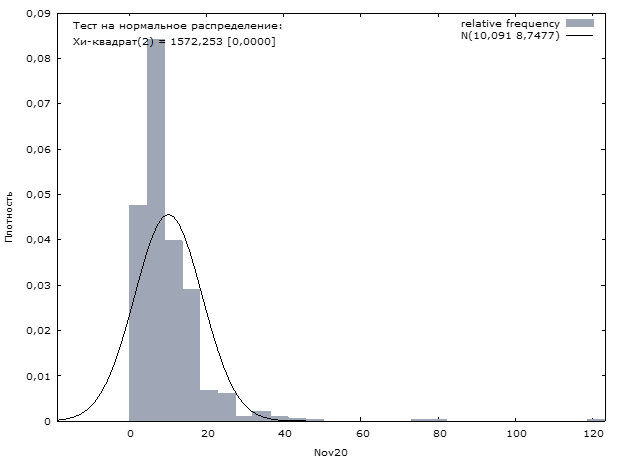 Тест на нормальное распределение:
Хи-квадрат(2) = 1572,253 [0,0000]
relative frequency
N(10,091 8,7477)
0,09
0,08
0,07
0,06
0,05
0,04
0,03
0,02
0,01
0
Плотность
0
20
40
60
80
100
120
Nov20